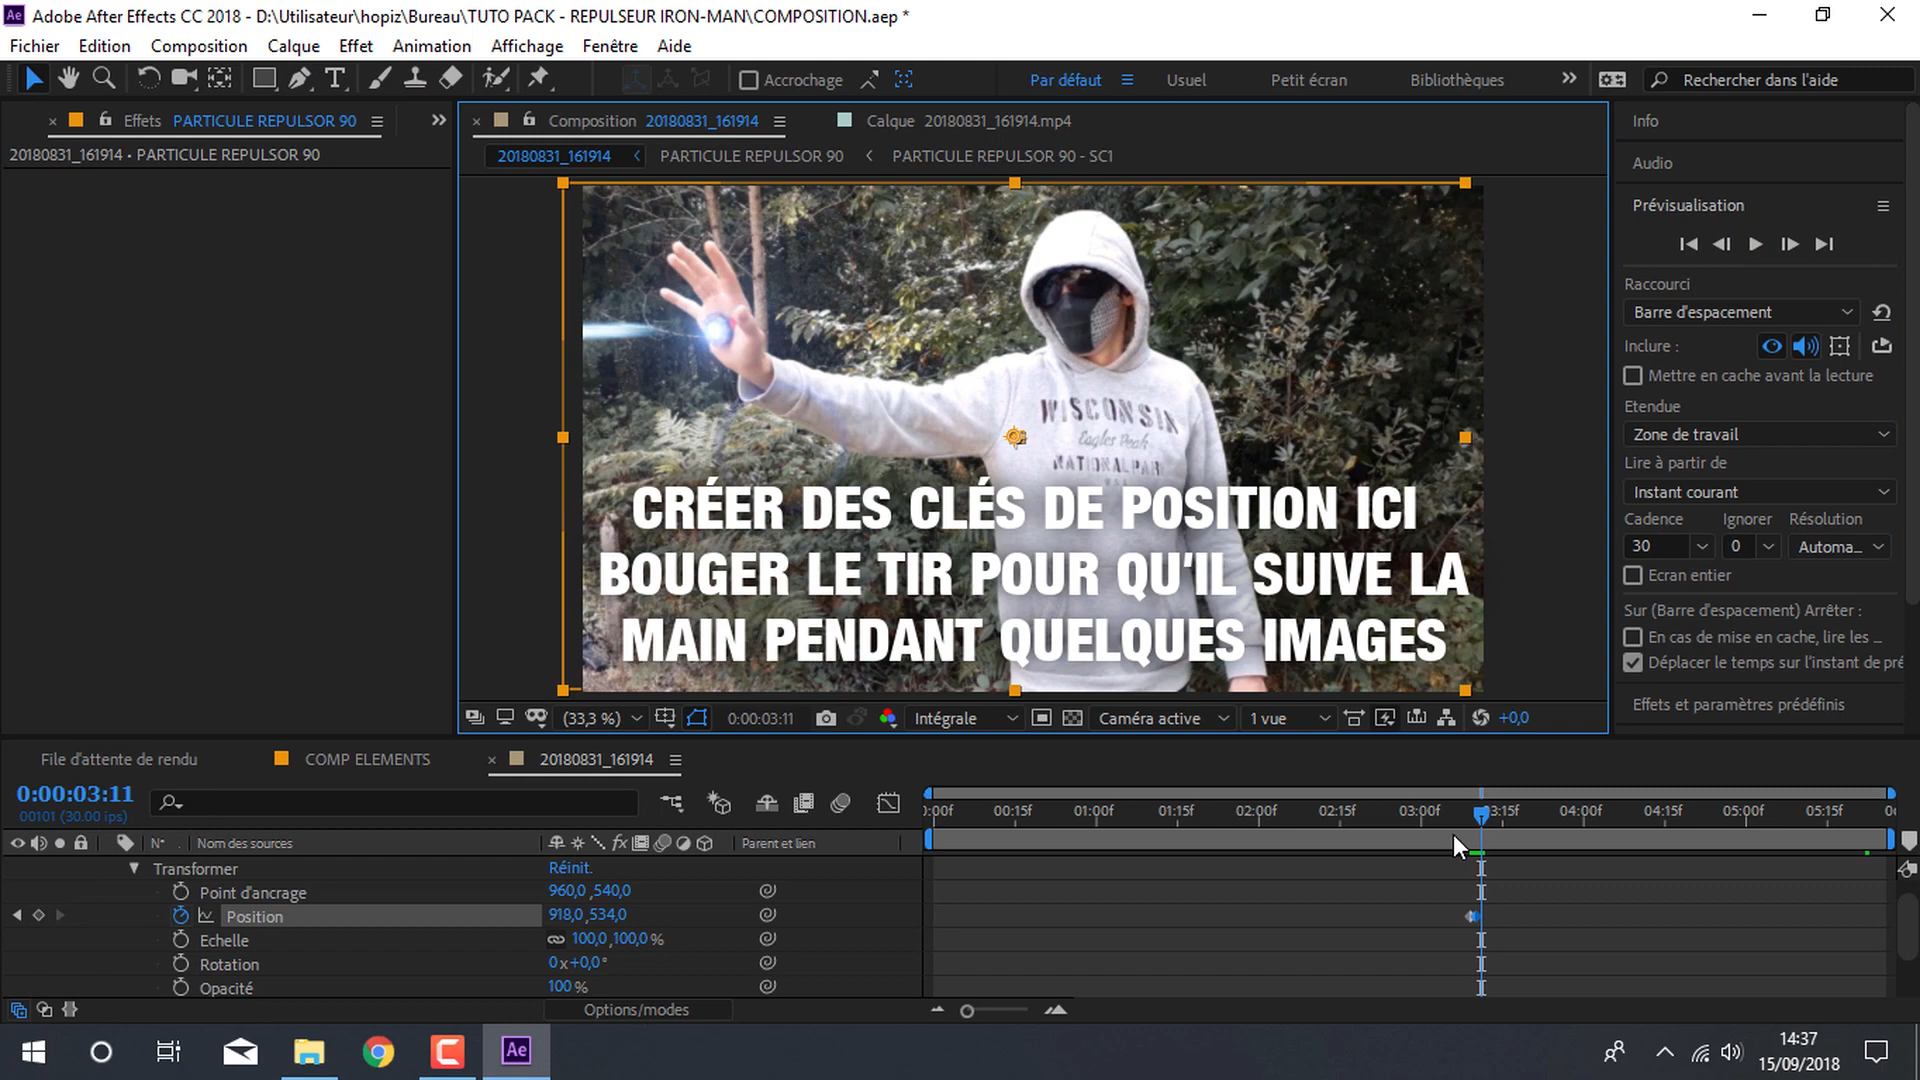 Adobe After Effects CC 2018 - D:\Utilisateur\hopiz\Bureau\TUTO PACK - REPULSEUR IRON-MAN\COMPOSITION.aep *
Fichier Edition Composition Calque Effet Animation Affichage Fenêtre Aide
Accrochage Par défaut Usuel Petit écran Bibliothèques Rechercher dans l'aide
Effets PARTICULE REPULSOR 90
20180831_161914 • PARTICULE REPULSOR 90
Composition 20180831_161914 Calque 20180831_161914.mp4
20180831_161914 PARTICULE REPULSOR 90 PARTICULE REPULSOR 90 - SC1
WISCONSIN
Eagles Peak
NATIONAL PARK
CRÉER DES CLÉS DE POSITION ICI
BOUGER LE TIR POUR QU'IL SUIVE LA
MAIN PENDANT QUELQUES IMAGES
(33,3 %) 0:00:03:11 Intégrale Caméra active 1 vue +0,0
Info
Audio
Prévisualisation
Raccourci
Barre d'espacement
Inclure :
Mettre en cache avant la lecture
Etendue
Zone de travail
Lire à partir de
Instant courant
Cadence Ignorer Résolution
30 0 Automa...
Ecran entier
Sur (Barre d'espacement) Arrêter :
En cas de mise en cache, lire les ...
Déplacer le temps sur l'instant de pré
Effets et paramètres prédéfinis
File d'attente de rendu COMP ELEMENTS 20180831_161914
0:00:03:11
00101 (30.00 ips)
N° Nom des sources fx Parent et lien
):00f 00:15f 01:00f 01:15f 02:00f 02:15f 03:00f 03:15f 04:00f 04:15f 05:00f 05:15f
Transformer Réinit.
Point d'ancrage 960,0 ,540,0
Position 918,0 ,534,0
Echelle 100,0 ,100,0 %
Rotation 0 x +0,0 °
Opacité 100 %
Options/modes
Ae
14:37
15/09/2018